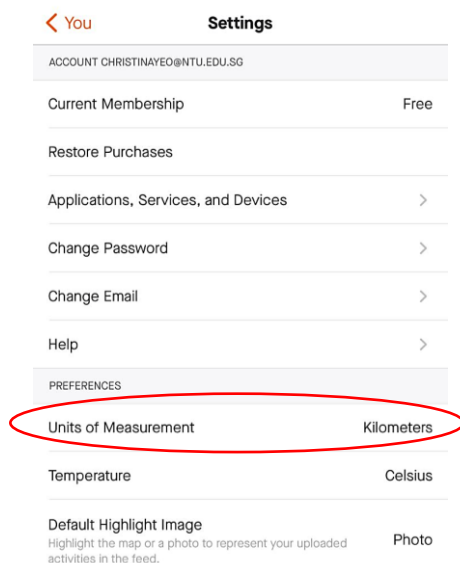 You
Settings
ACCOUNT CHRISTINAYEO@NTU.EDU.SG
Current Membership Free
Restore Purchases
Applications, Services, and Devices
Change Password
Change Email
Help
PREFERENCES
Units of Measurement Kilometers
Temperature Celsius
Default Highlight Image
Highlight the map or a photo to represent your uploaded
activities in the feed.
Photo